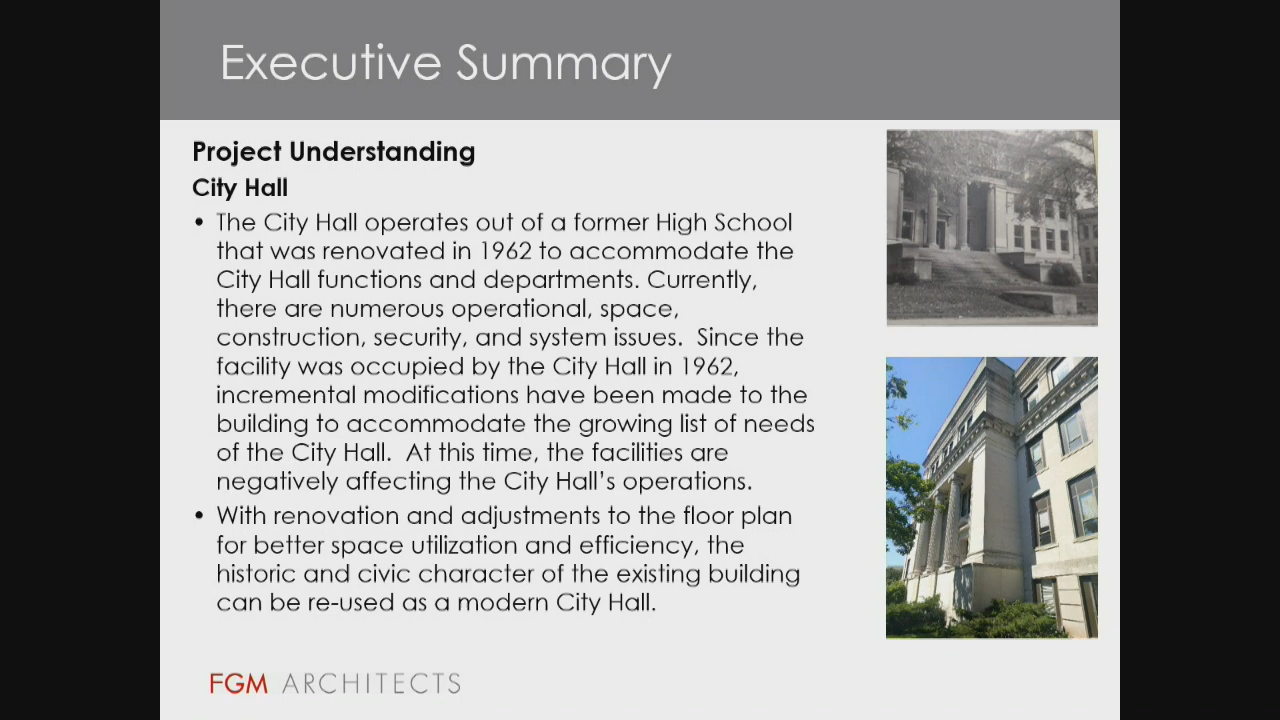 Executive Summary
Project Understanding
City Hall
• The City Hall operates out of a former High School
that was renovated in 1962 to accommodate the
City Hall functions and departments. Currently,
there are numerous operational, space,
construction, security, and system issues.  Since the
facility was occupied by the City Hall in 1962,
incremental modifications have been made to the
building to accommodate the growing list of needs
of the City Hall.  At this time, the facilities are
negatively affecting the City Hall’s operations.
• With renovation and adjustments to the floor plan
for better space utilization and efficiency, the
historic and civic character of the existing building
can be re-used as a modern City Hall.
FGM ARCHITECTS